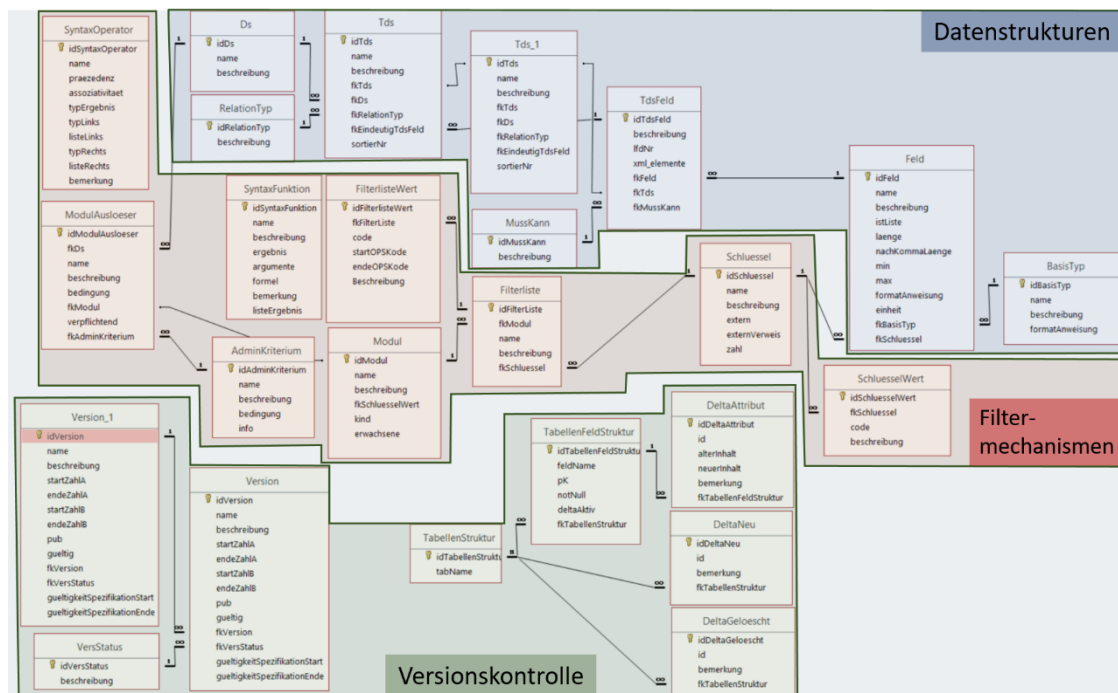 Datenstrukturen
SyntaxOperator
idSyntaxOperator
name
praezedenz
assoziativitaet
typErgebnis
typLinks
listeLinks
typRechts
listeRechts
bemerkung
Ds
idDs
name
beschreibung
RelationTyp
idRelationTyp
beschreibung
Tds
idTds
name
beschreibung
fkTds
fkDs
fkRelationTyp
fkEindeutigTdsFeld
sortierNr
Tds_1
idTds
name
beschreibung
fkTds
fkDs
fkRelationTyp
fkEindeutigTdsFeld
sortierNr
TdsFeld
idTdsFeld
beschreibung
lfdNr
xml_elemente
fkFeld
fkTds
fkMussKann
MussKann
idMussKann
beschreibung
Feld
idFeld
name
beschreibung
istListe
laenge
nachKommaLaenge
min
max
formatAnweisung
einheit
fkBasisTyp
fkSchluessel
BasisTyp
idBasisTyp
name
beschreibung
formatAnweisung
ModulAusloeser
idModulAusloeser
fkDs
name
beschreibung
bedingung
fkModul
verpflichtend
fkAdminKriterium
SyntaxFunktion
idSyntaxFunktion
name
beschreibung
ergebnis
argumente
formel
bemerkung
listeErgebnis
FilterlisteWert
idFilterlisteWert
fkFilterListe
code
startOPSKode
endeOPSKode
Beschreibung
Filterliste
idFilterListe
fkModul
name
beschreibung
fkSchluessel
Schluessel
idSchluessel
name
beschreibung
extern
externVerweis
zahl
AdminKriterium
idAdminKriterium
name
beschreibung
bedingung
info
Modul
idModul
name
beschreibung
fkSchluesselWert
kind
erwachsene
SchluesselWert
idSchluesselWert
fkSchluessel
code
beschreibung
Filter-
mechanismen
Version_1
idVersion
name
beschreibung
startZahlA
endeZahlA
startZahlB
endeZahlB
pub
gueltig
fkVersion
fkVersStatus
gueltigkeitSpezifikationStart
gueltigkeitSpezifikationEnde
Version
idVersion
name
beschreibung
startZahlA
endeZahlA
startZahlB
endeZahlB
pub
gueltig
fkVersion
fkVersStatus
gueltigkeitSpezifikationStart
gueltigkeitSpezifikationEnde
VersStatus
idVersStatus
beschreibung
TabellenStruktur
idTabellenStruktu
tabName
TabellenFeldStruktur
idTabellenFeldStruktu
feldName
pK
notNull
deltaAktiv
fkTabellenStruktur
DeltaAttribut
idDeltaAttribut
id
alterInhalt
neuerInhalt
bemerkung
fkTabellenFeldStruktur
DeltaNeu
idDeltaNeu
id
bemerkung
fkTabellenStruktur
DeltaGeloescht
idDeltaGeloescht
id
bemerkung
fkTabellenStruktur
Versionskontrolle